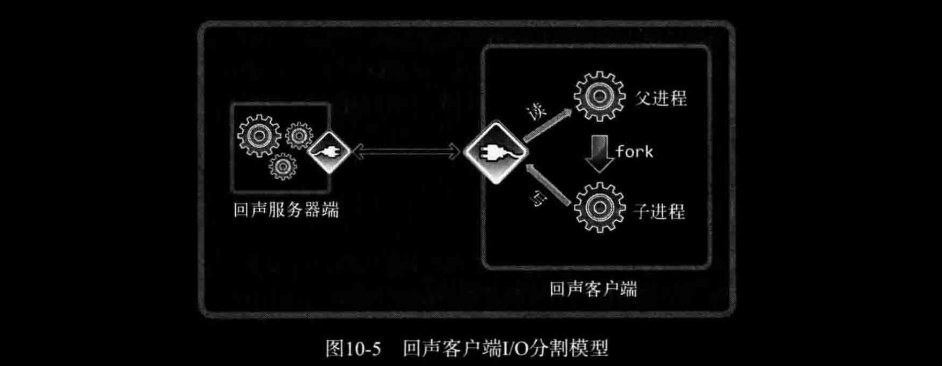 读
父进程
fork
写
子进程
回声服务器端
回声客户端
图10-5 回声客户端I/O分割模型